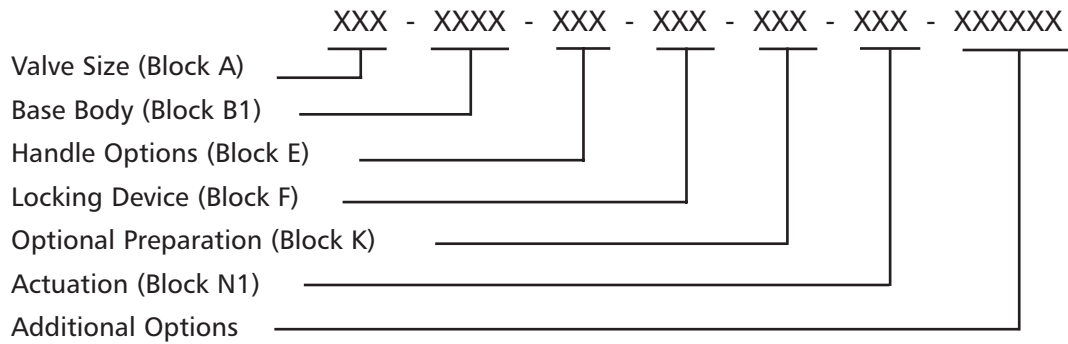 XXX - XXXX - XXX - XXX - XXX - XXX - XXXXXX
Valve Size (Block A)
Base Body (Block B1)
Handle Options (Block E)
Locking Device (Block F)
Optional Preparation (Block K)
Actuation (Block N1)
Additional Options